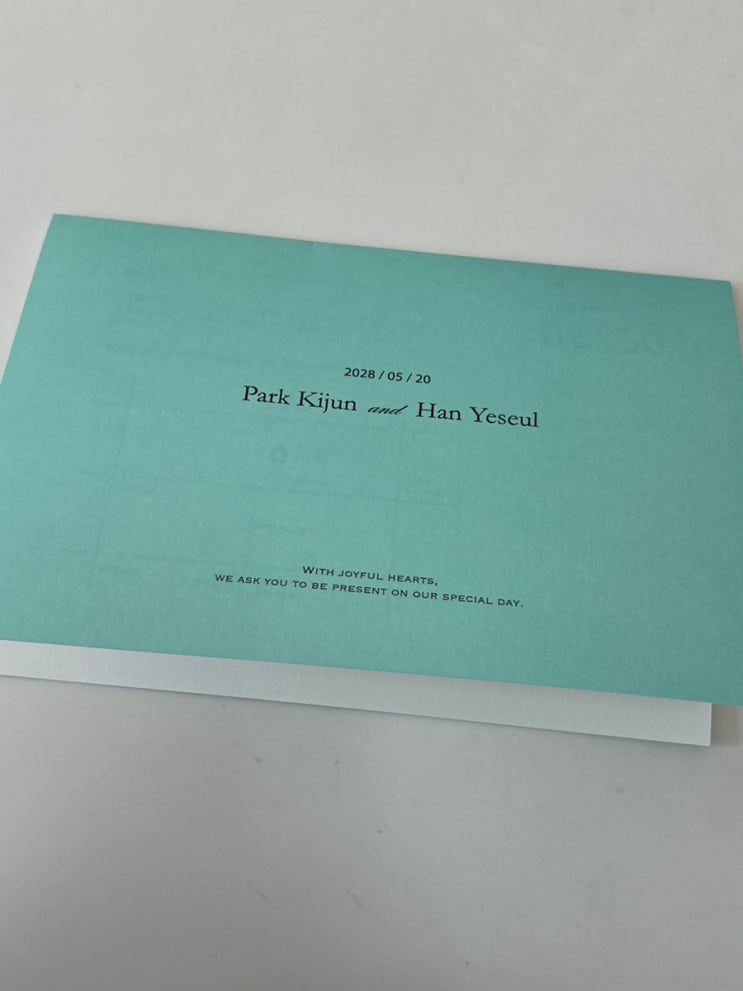 2028 / 05 / 20
Park Kijun and Han Yeseul
WITH JOYFUL HEARTS,
WE ASK YOU TO BE PRESENT ON OUR SPECIAL DAY.